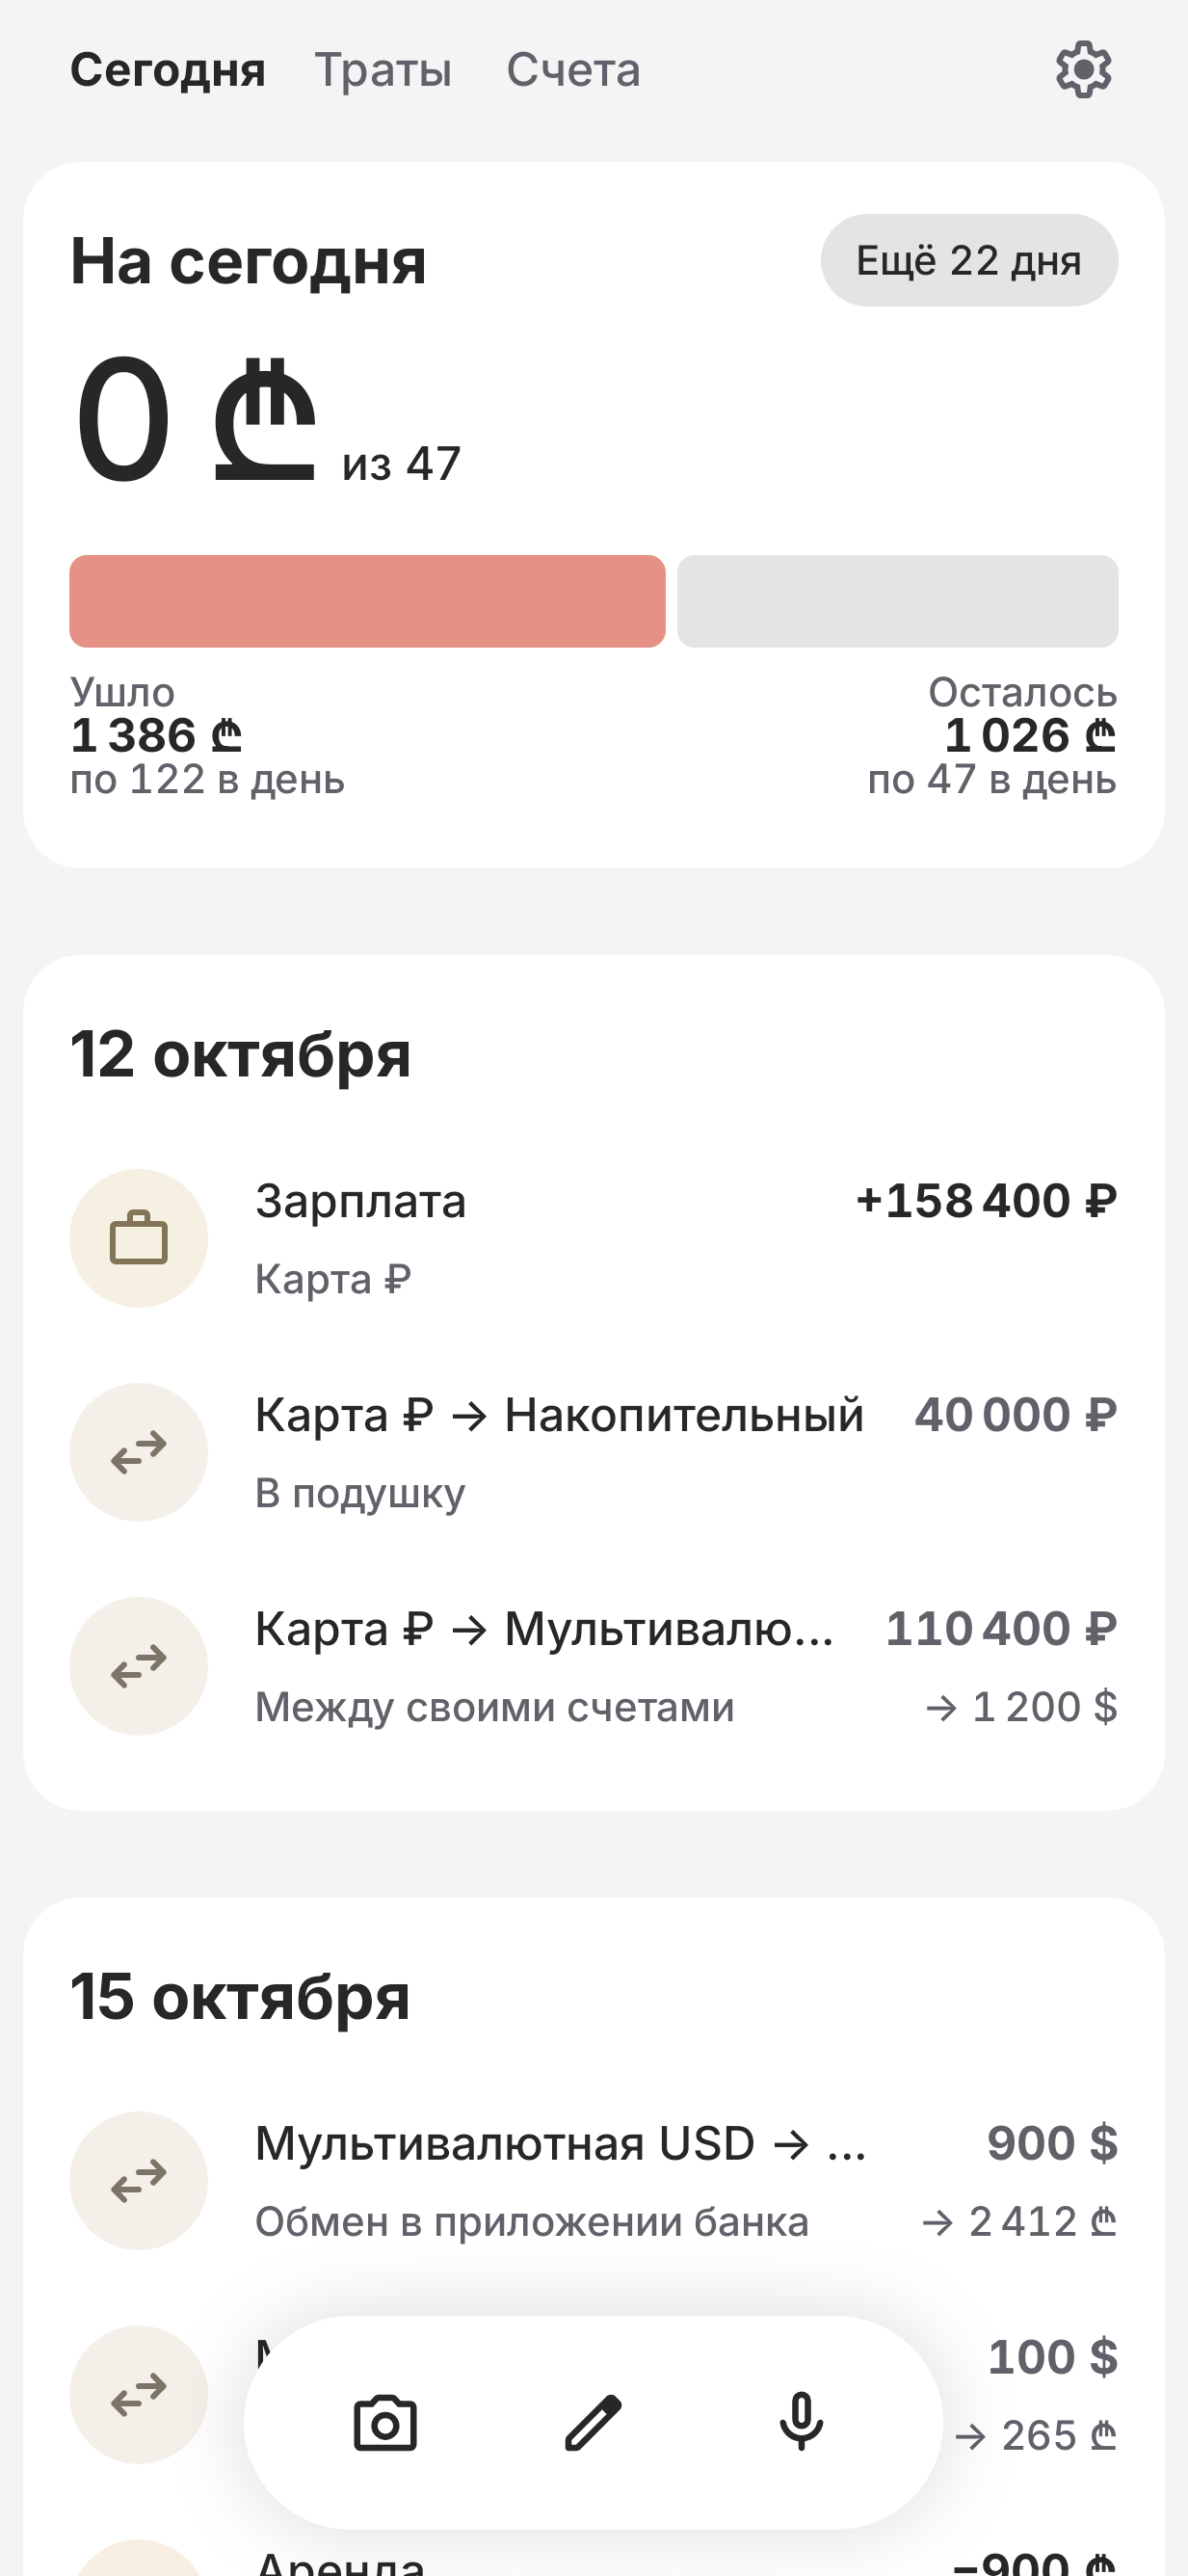 Сегодня Траты Счета
На сегодня
Ещё 22 дня
0 ₾ из 47
Ушло
1 386 ₾
по 122 в день
Осталось
1 026 ₾
по 47 в день
12 октября
Зарплата +158 400 ₽
Карта ₽
Карта ₽ → Накопительный 40 000 ₽
В подушку
Карта ₽ → Мультивалю... 110 400 ₽
Между своими счетами → 1 200 $
15 октября
Мультивалютная USD → ... 900 $
Обмен в приложении банка → 2 412 ₾
100 $
→ 265 ₾
Аренда −900 ₾